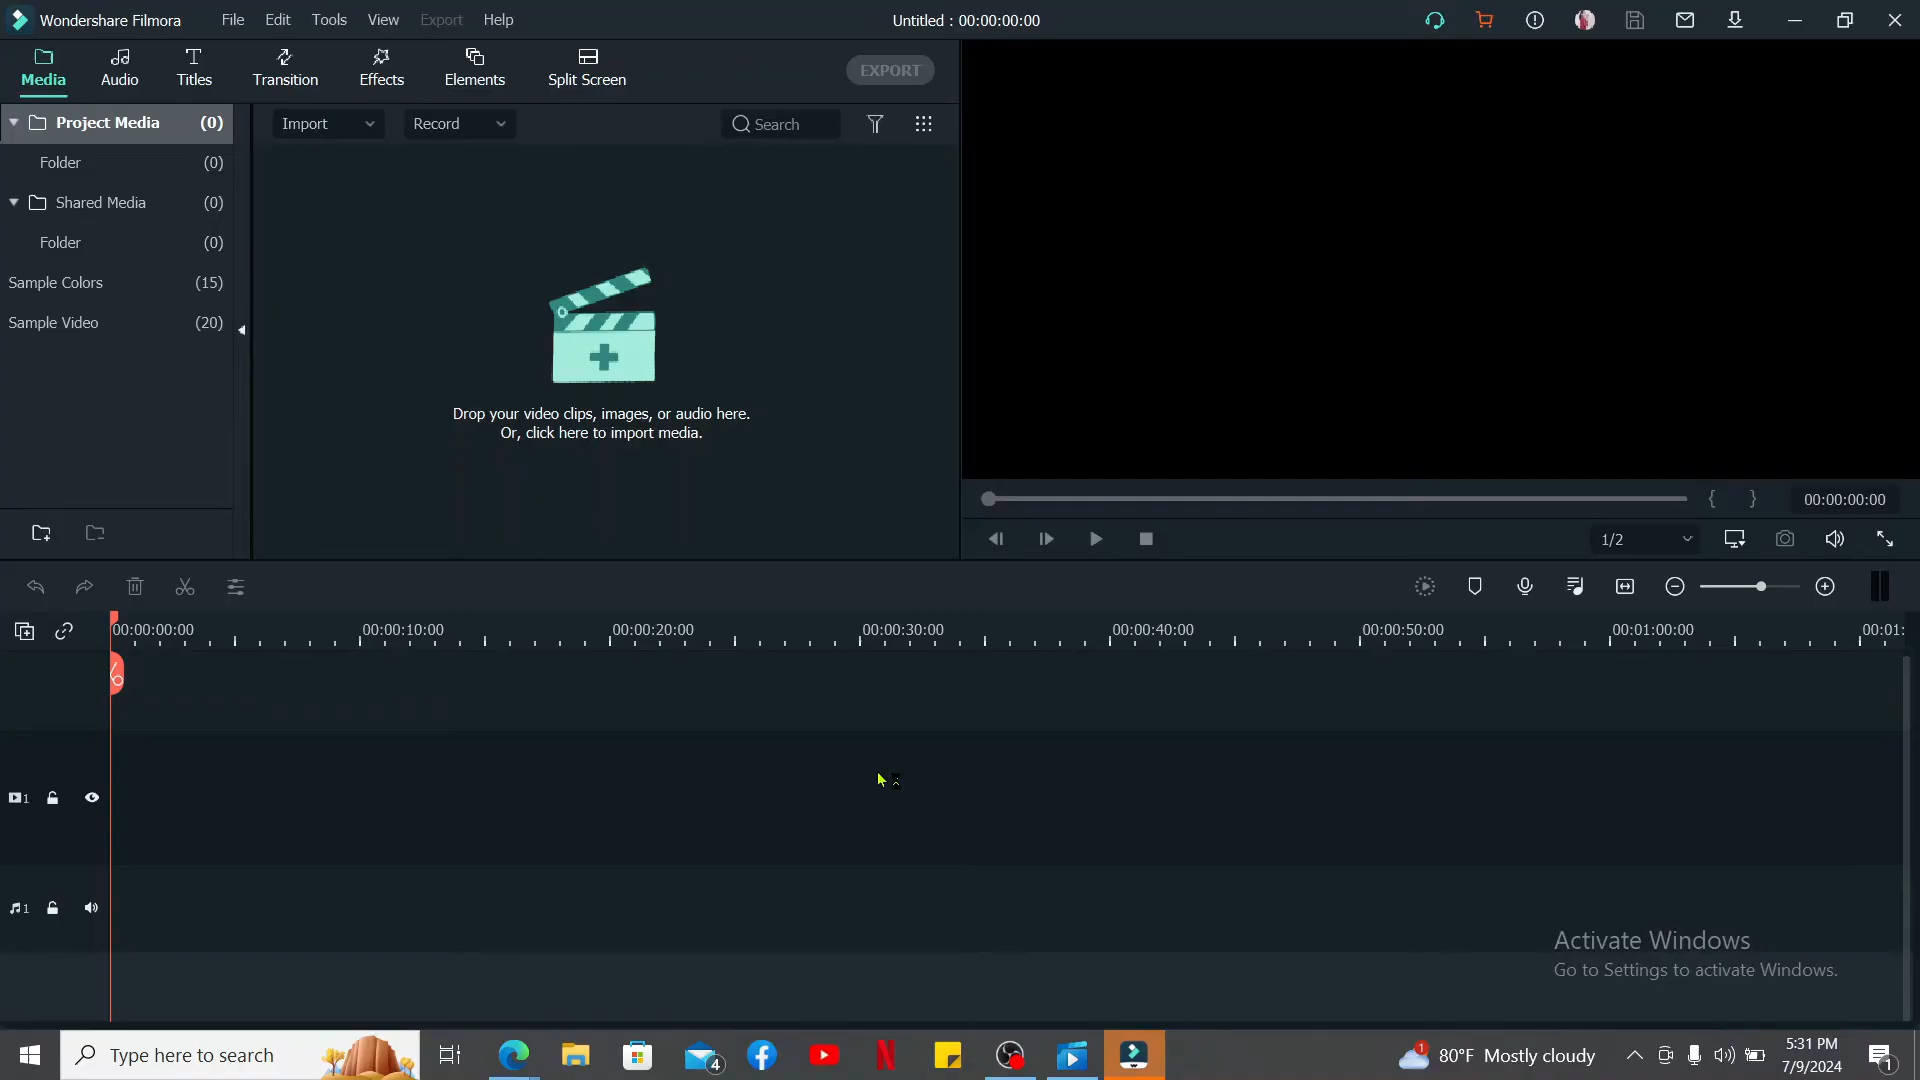 Wondershare Filmora File Edit Tools View Export Help Untitled : 00:00:00:00
Media Audio Titles Transition Effects Elements Split Screen EXPORT
Project Media (0)
Import Record Search
Folder (0)
Shared Media (0)
Folder (0)
Sample Colors (15)
Sample Video (20)
Drop your video clips, images, or audio here.
Or, click here to import media.
{ } 00:00:00:00
1/2
00:00:00:00 00:00:10:00 00:00:20:00 00:00:30:00 00:00:40:00 00:00:50:00 00:01:00:00 00:01:
1
1
Activate Windows
Go to Settings to activate Windows.
Type here to search 4 1 80°F Mostly cloudy 5:31 PM
7/9/2024 1